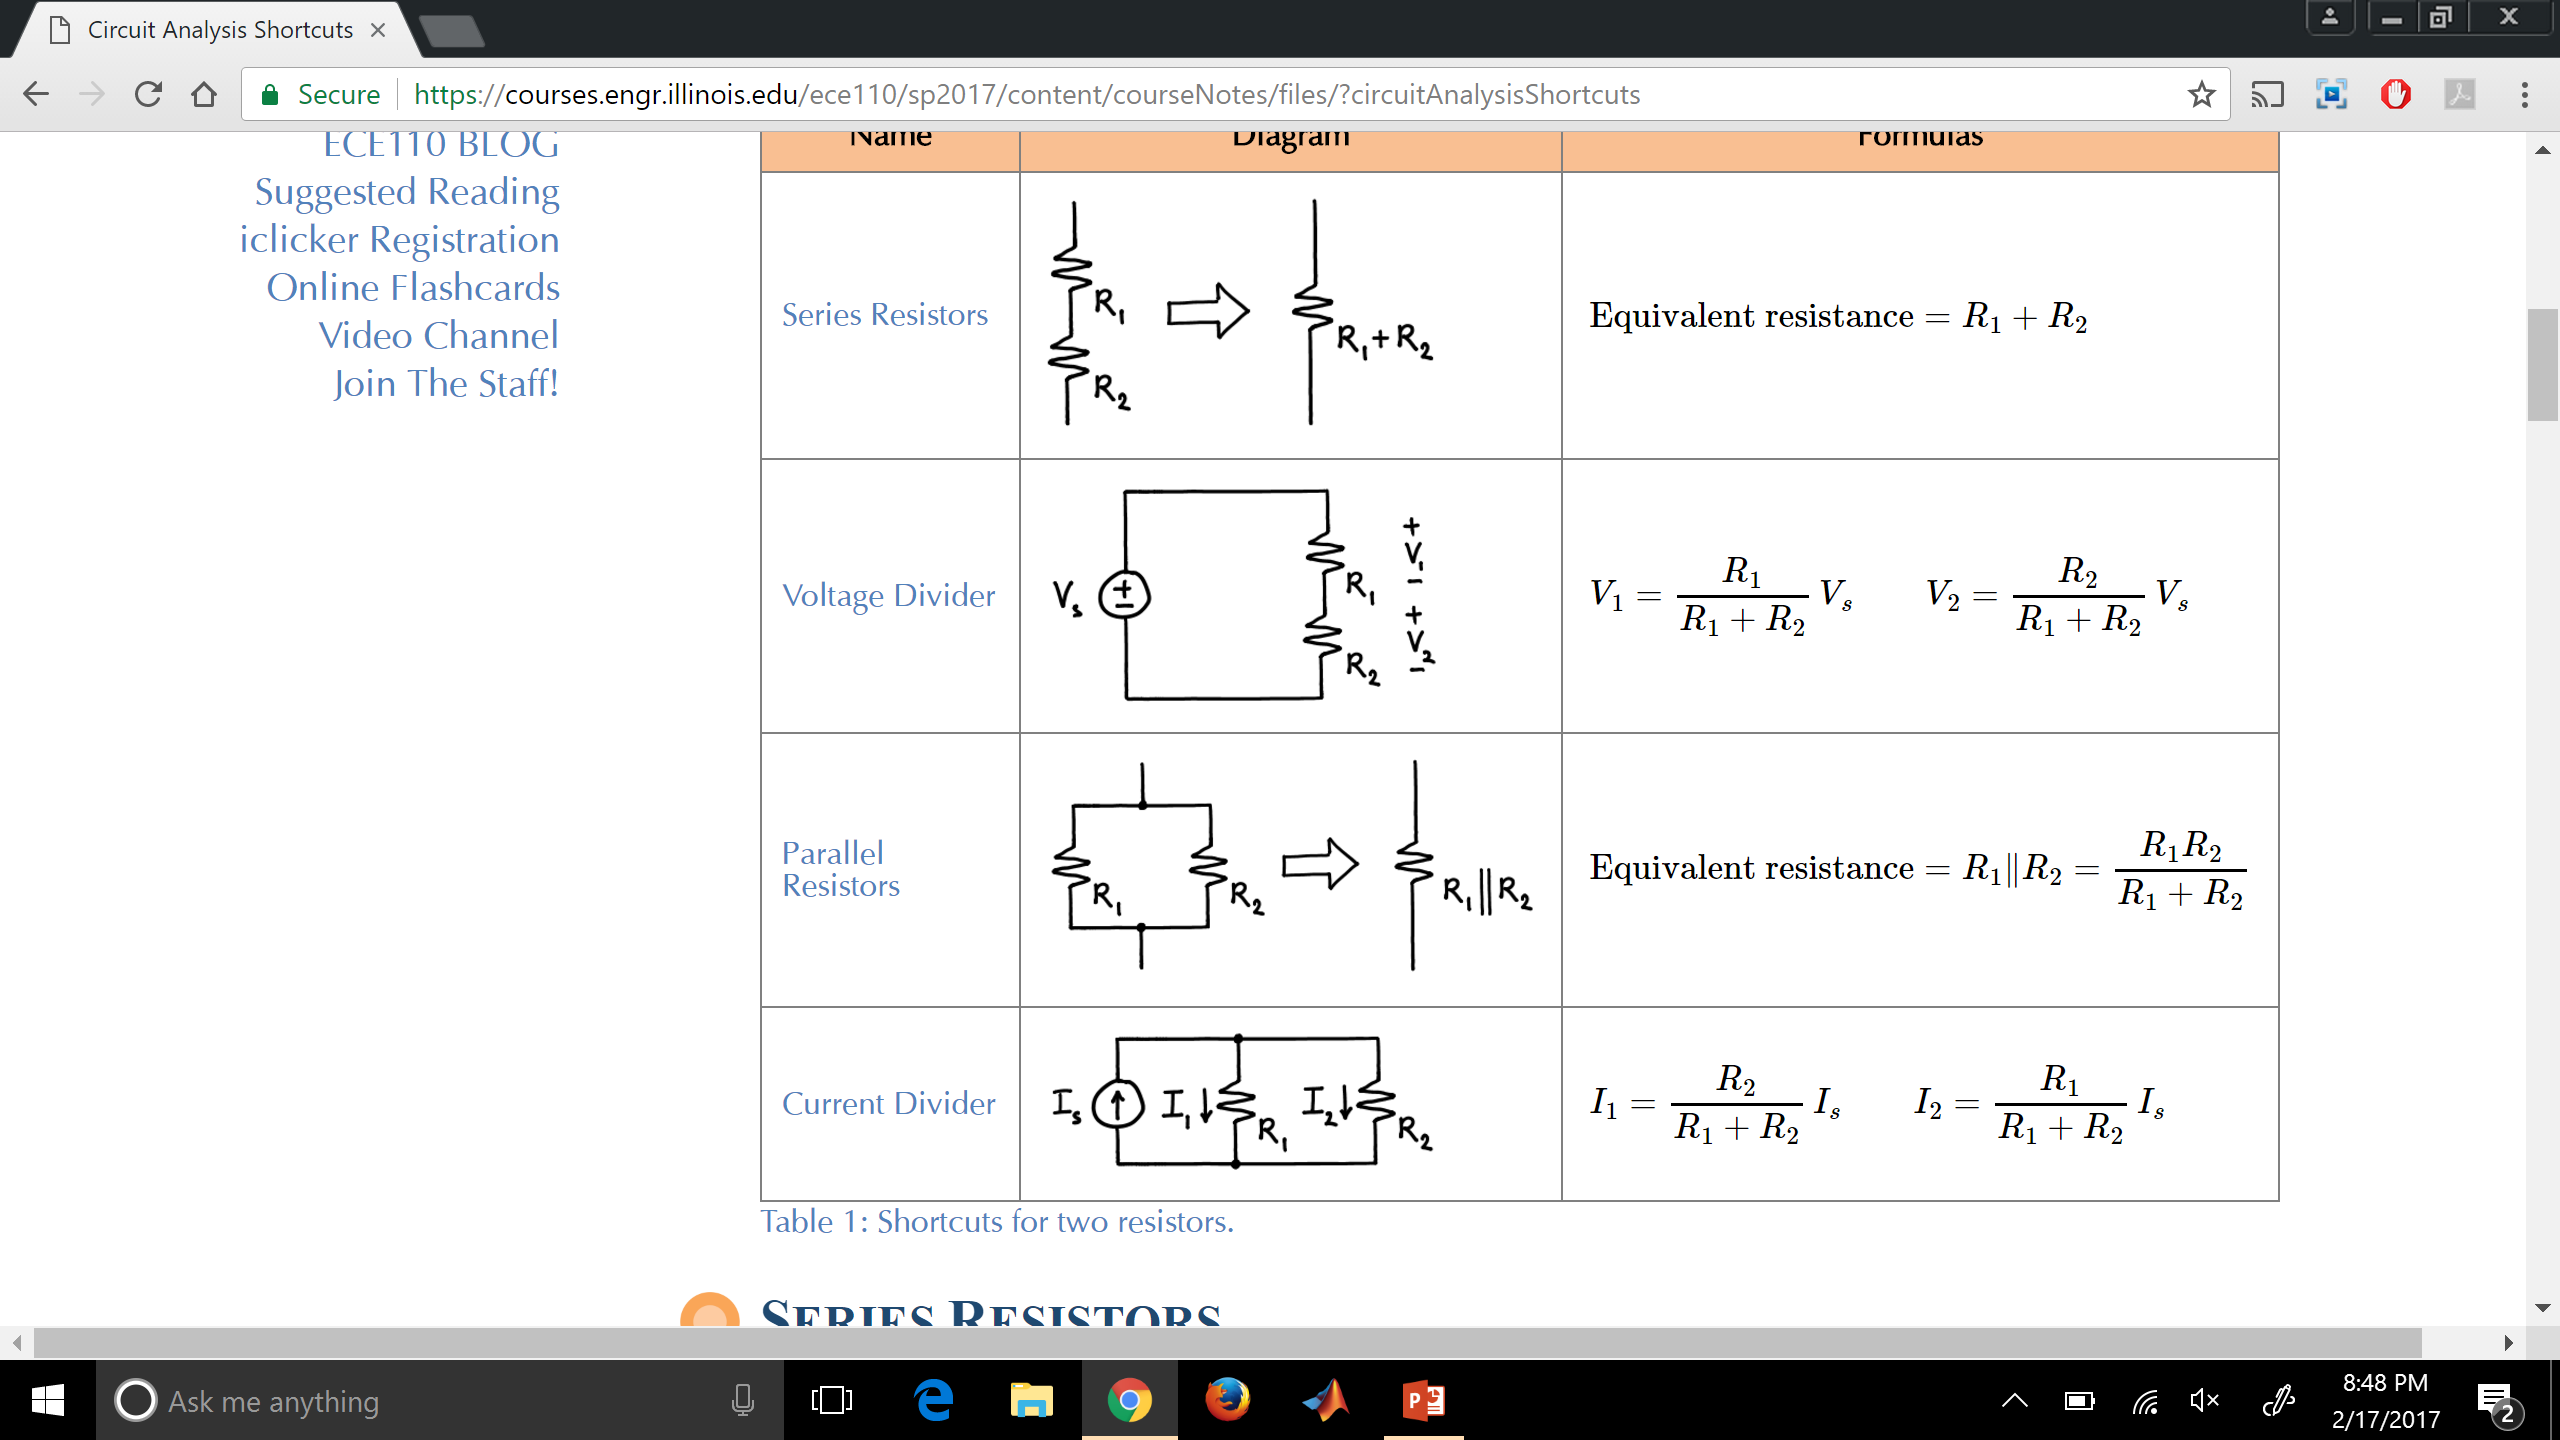 Circuit Analysis Shortcuts
Secure https://courses.engr.illinois.edu/ece110/sp2017/content/courseNotes/files/?circuitAnalysisShortcuts
ECE110 BLOG
Suggested Reading
iclicker Registration
Online Flashcards
Video Channel
Join The Staff!
Name Diagram Formulas
Series Resistors
R₁
R₂
R₁+R₂
Equivalent resistance = R₁ + R₂
Voltage Divider
Vₛ
+
−
R₁
R₂
+
V₁
−
+
V₂
−
V₁ = R₁ / (R₁ + R₂) Vₛ V₂ = R₂ / (R₁ + R₂) Vₛ
Parallel
Resistors
R₁
R₂
R₁‖R₂
Equivalent resistance = R₁‖R₂ = R₁R₂ / (R₁ + R₂)
Current Divider
Iₛ
I₁
R₁
I₂
R₂
I₁ = R₂ / (R₁ + R₂) Iₛ I₂ = R₁ / (R₁ + R₂) Iₛ
Table 1: Shortcuts for two resistors.
SERIES RESISTORS
Ask me anything
8:48 PM
2/17/2017
2